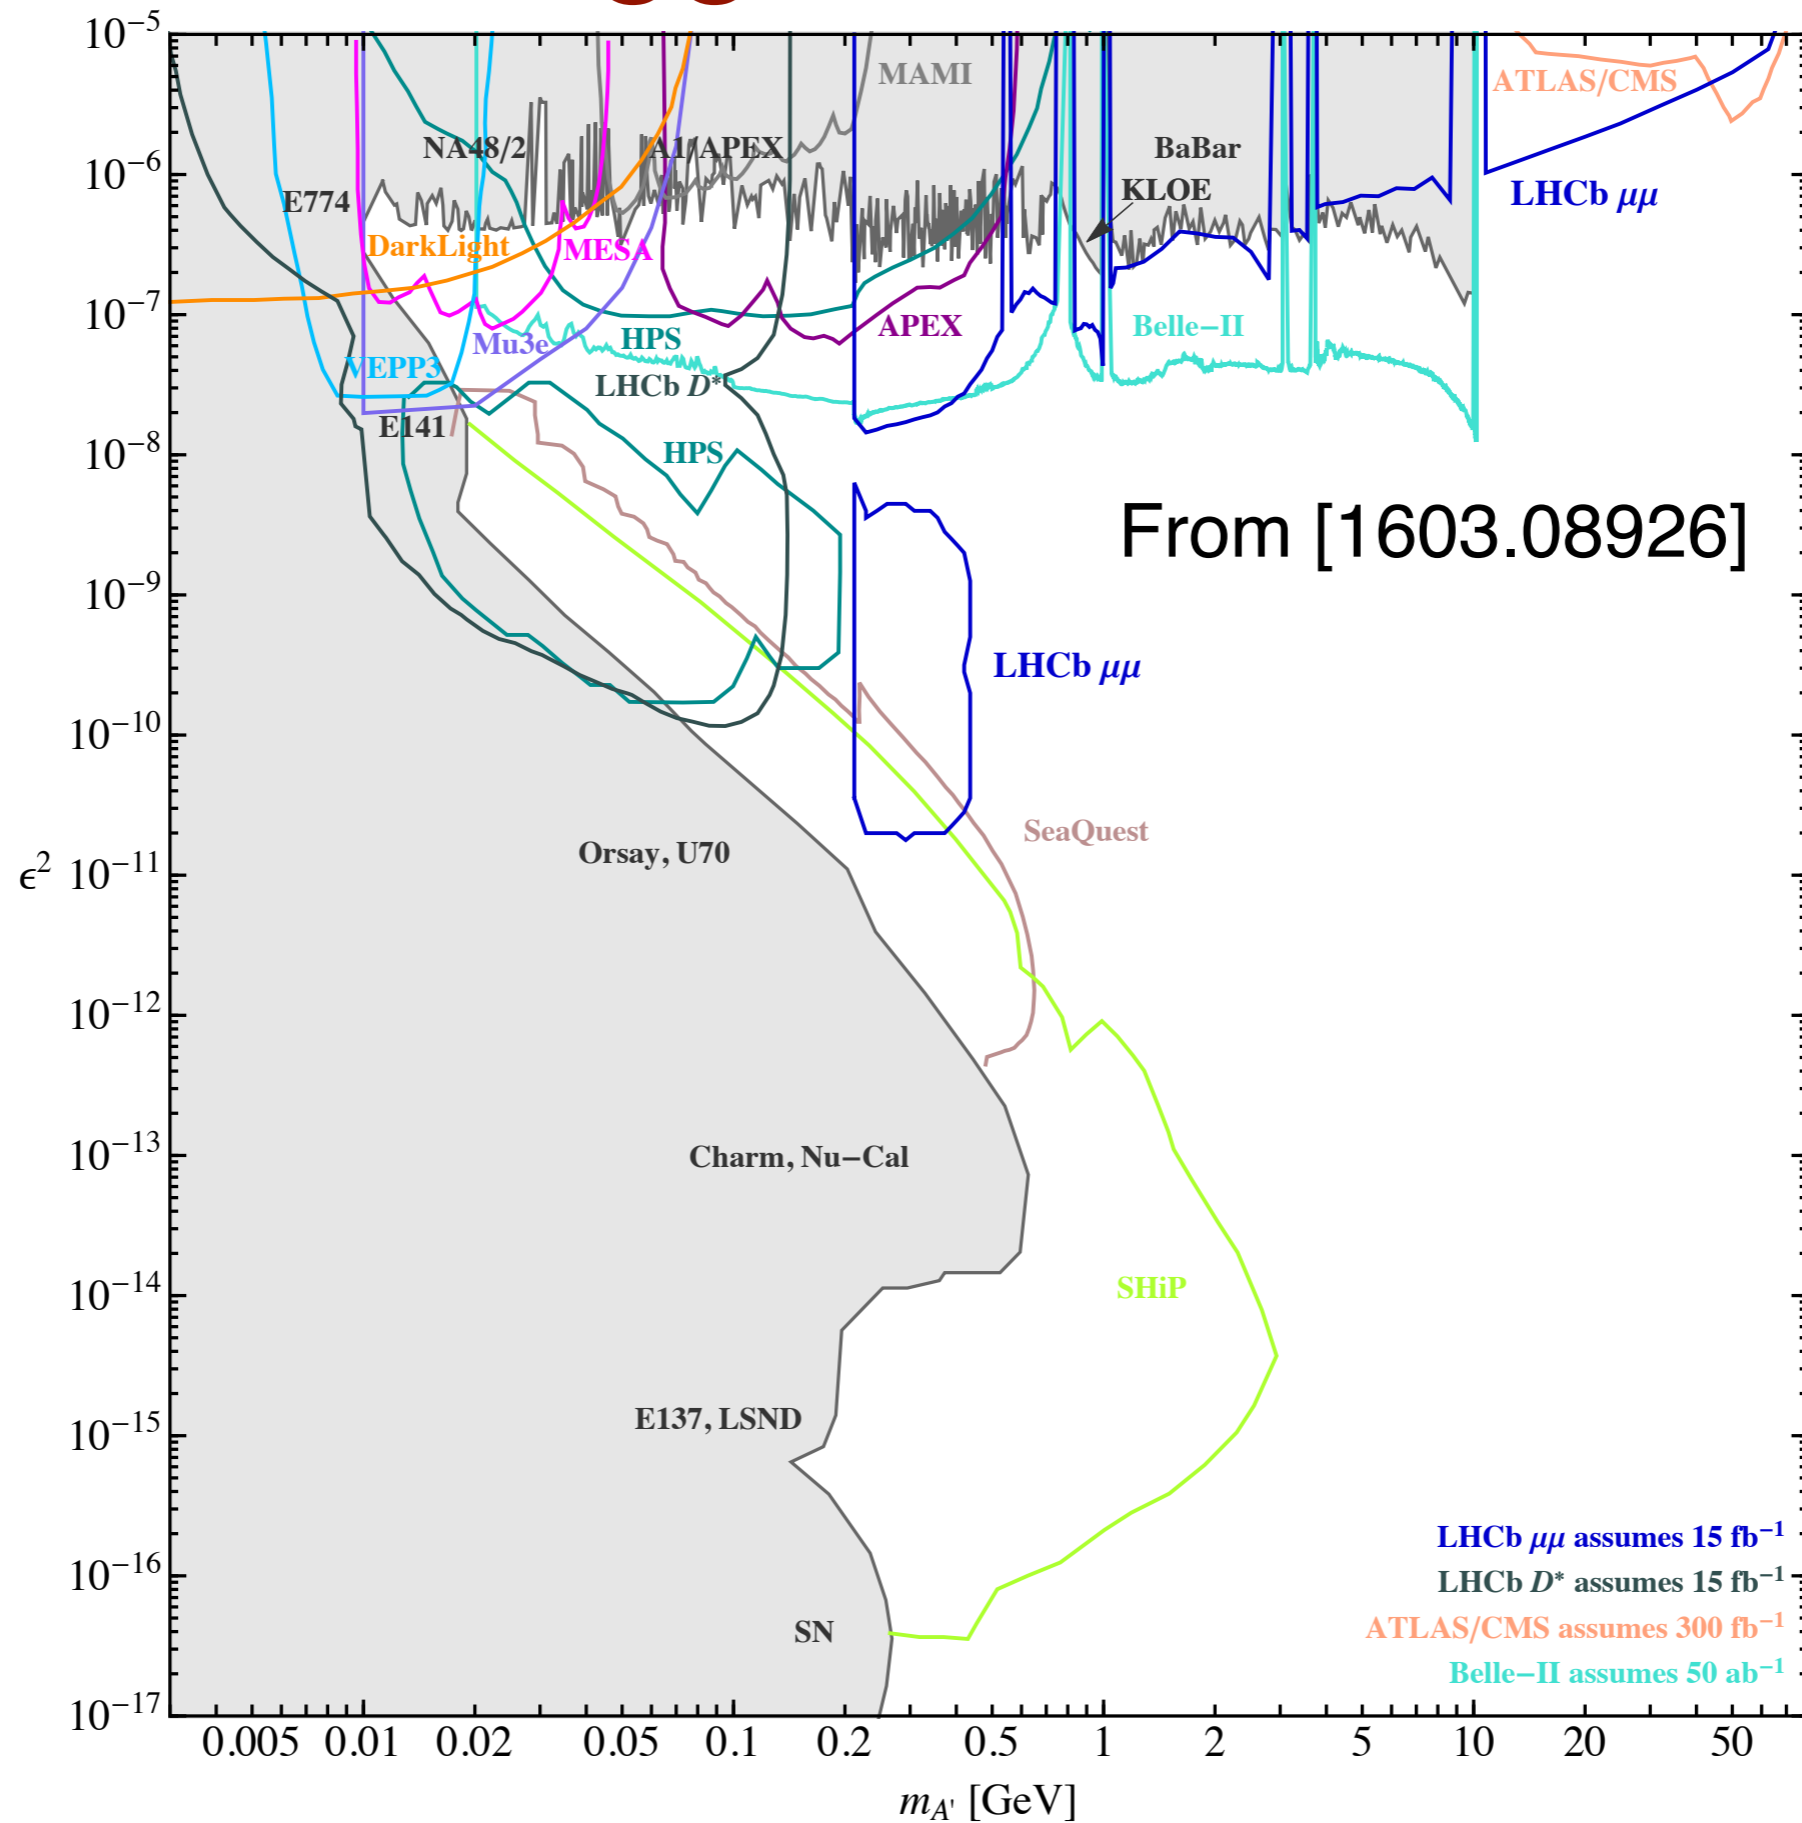 10−5
MAMI
ATLAS/CMS
NA48/2
A1/APEX
BaBar
10−6
E774
KLOE
LHCb μμ
DarkLight
MESA
10−7
Mu3e
HPS
APEX
Belle−II
VEPP3
LHCb D*
E141
10−8
HPS
From [1603.08926]
10−9
LHCb μμ
10−10
SeaQuest
Orsay, U70
ϵ2
10−11
10−12
10−13
Charm, Nu−Cal
10−14
SHiP
E137, LSND
10−15
LHCb μμ assumes 15 fb−1
10−16
LHCb D* assumes 15 fb−1
SN
ATLAS/CMS assumes 300 fb−1
Belle−II assumes 50 ab−1
10−17
0.005 0.01 0.02 0.05 0.1 0.2 0.5 1 2 5 10 20 50
mA' [GeV]